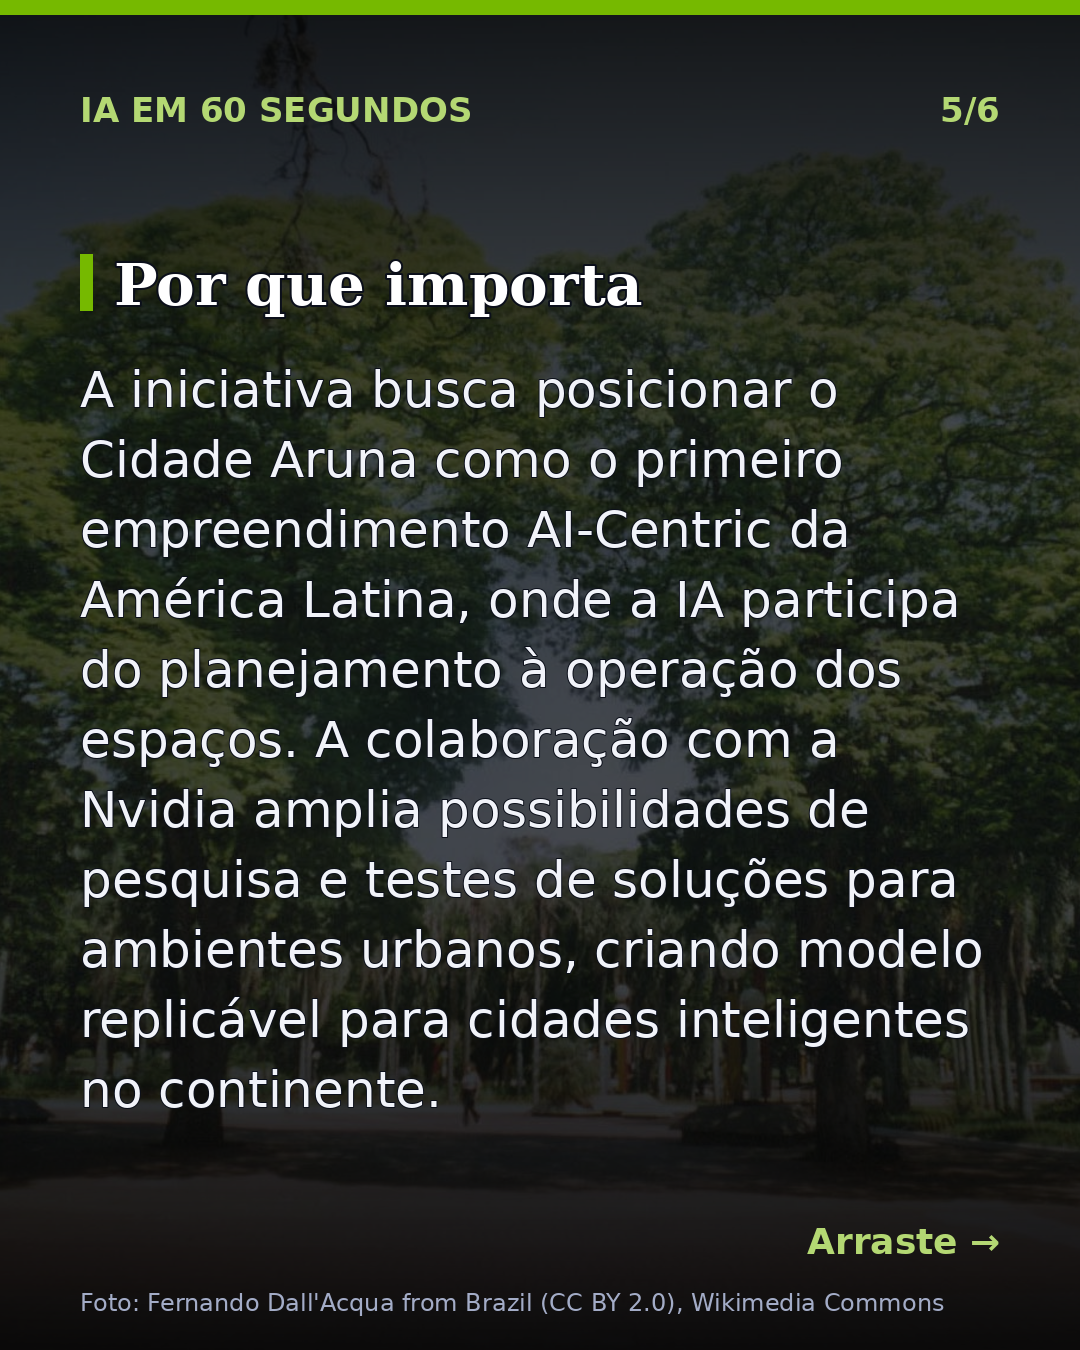 IA EM 60 SEGUNDOS
5/6
Por que importa
A iniciativa busca posicionar o
Cidade Aruna como o primeiro
empreendimento AI-Centric da
América Latina, onde a IA participa
do planejamento à operação dos
espaços. A colaboração com a
Nvidia amplia possibilidades de
pesquisa e testes de soluções para
ambientes urbanos, criando modelo
replicável para cidades inteligentes
no continente.
Arraste →
Foto: Fernando Dall'Acqua from Brazil (CC BY 2.0), Wikimedia Commons